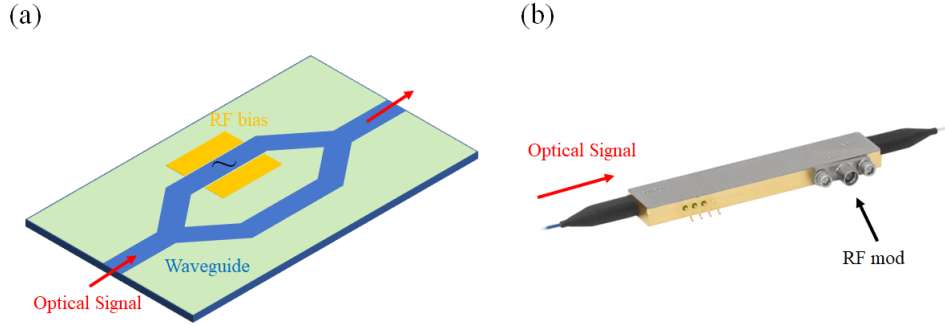 (a)
(b)
RF bias
Optical Signal
Waveguide
Optical Signal
RF mod